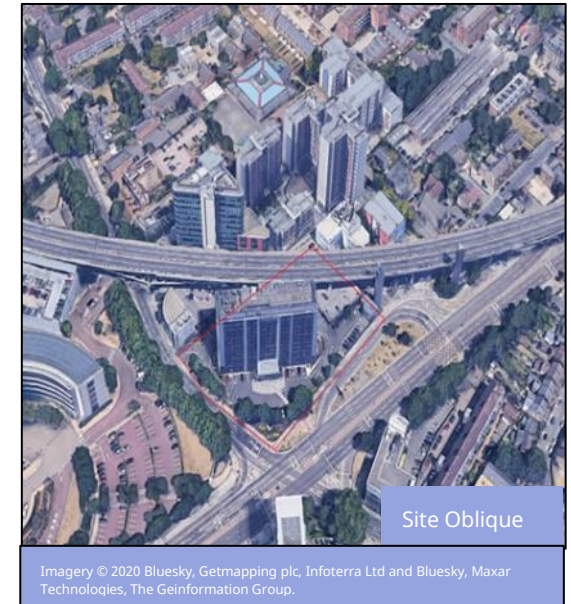 Site Oblique
Imagery © 2020 Bluesky, Getmapping plc, Infoterra Ltd and Bluesky, Maxar
Technologies, The Geinformation Group.